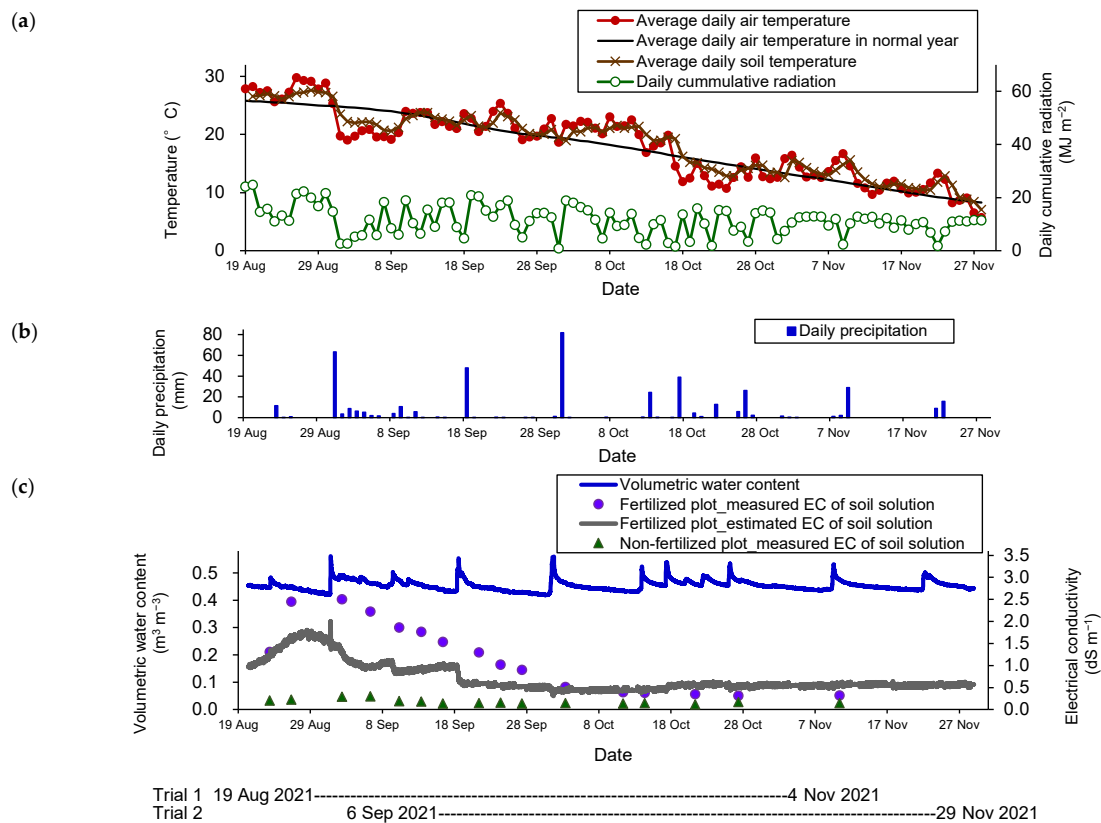 (a)
Average daily air temperature
Average daily air temperature in normal year
Average daily soil temperature
Daily cummulative radiation
Temperature (° C)
30
20
10
0
60
40
20
0
Daily cumulative radiation
(MJ m⁻²)
19 Aug 29 Aug 8 Sep 18 Sep 28 Sep 8 Oct 18 Oct 28 Oct 7 Nov 17 Nov 27 Nov
Date
(b)
Daily precipitation
Daily precipitation
(mm)
80
60
40
20
0
19 Aug 29 Aug 8 Sep 18 Sep 28 Sep 8 Oct 18 Oct 28 Oct 7 Nov 17 Nov 27 Nov
Date
(c)
Volumetric water content
Fertilized plot_measured EC of soil solution
Fertilized plot_estimated EC of soil solution
Non-fertilized plot_measured EC of soil solution
Volumetric water content
(m³ m⁻³)
0.5
0.4
0.3
0.2
0.1
0.0
3.5
3.0
2.5
2.0
1.5
1.0
0.5
0.0
Electrical conductivity
(dS m⁻¹)
19 Aug 29 Aug 8 Sep 18 Sep 28 Sep 8 Oct 18 Oct 28 Oct 7 Nov 17 Nov 27 Nov
Date
Trial 1 19 Aug 2021--------------------4 Nov 2021
Trial 2 6 Sep 2021--------------------29 Nov 2021